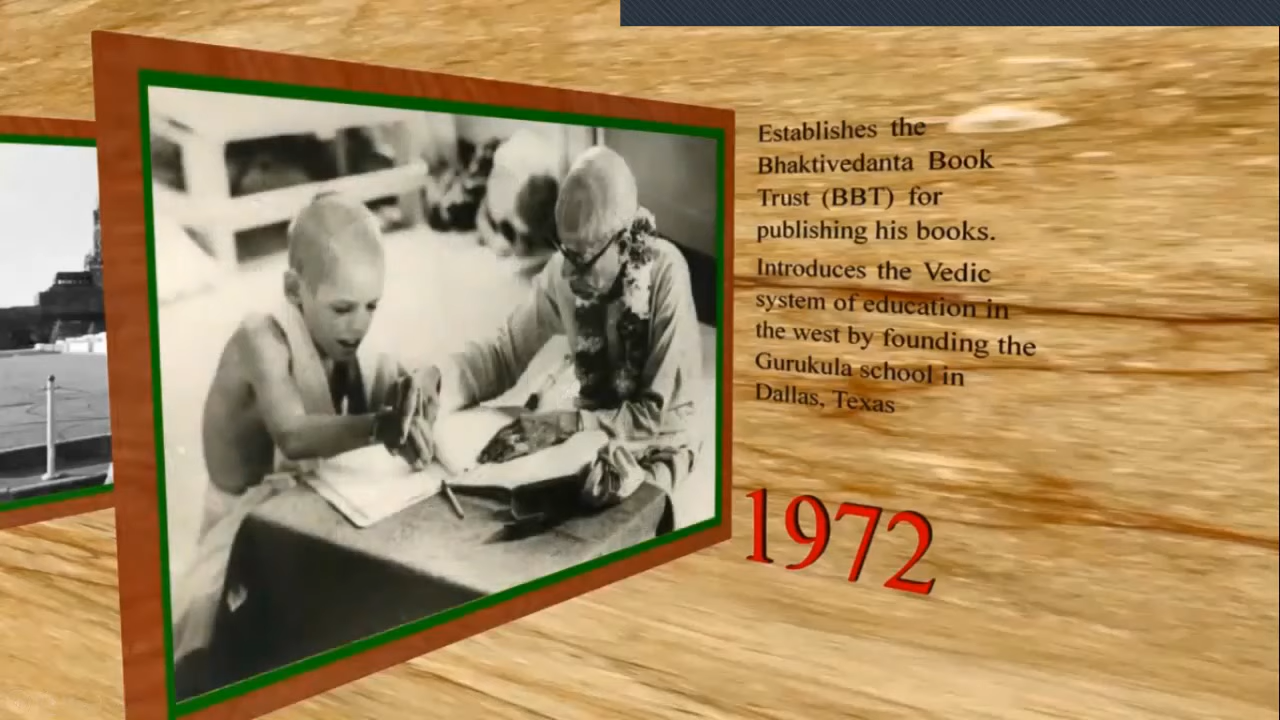 Establishes the
Bhaktivedanta Book
Trust (BBT) for
publishing his books.
Introduces the Vedic
system of education in
the west by founding the
Gurukula school in
Dallas, Texas
1972